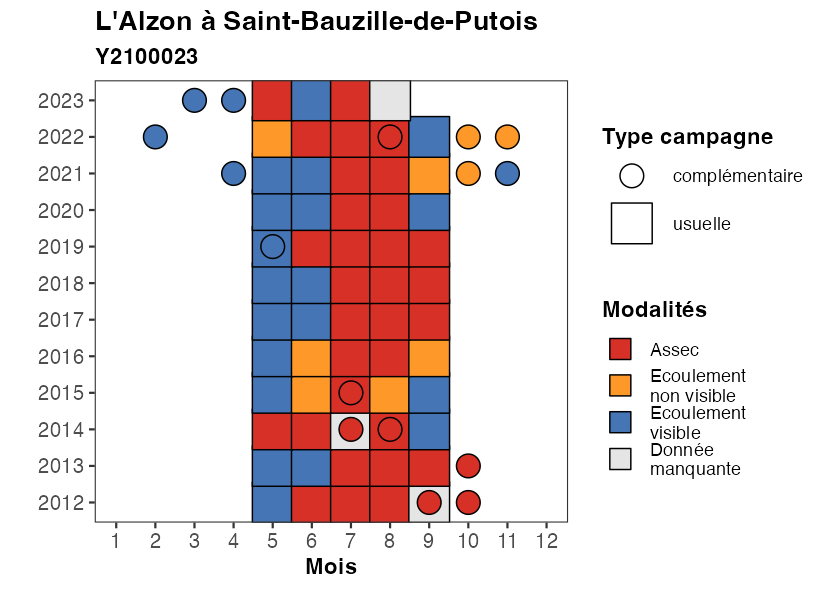 L'Alzon à Saint-Bauzille-de-Putois
Y2100023
2023
2022
2021
2020
2019
2018
2017
2016
2015
2014
2013
2012
1 2 3 4 5 6 7 8 9 10 11 12
Mois
Type campagne
complémentaire
usuelle
Modalités
Assec
Ecoulement
non visible
Ecoulement
visible
Donnée
manquante